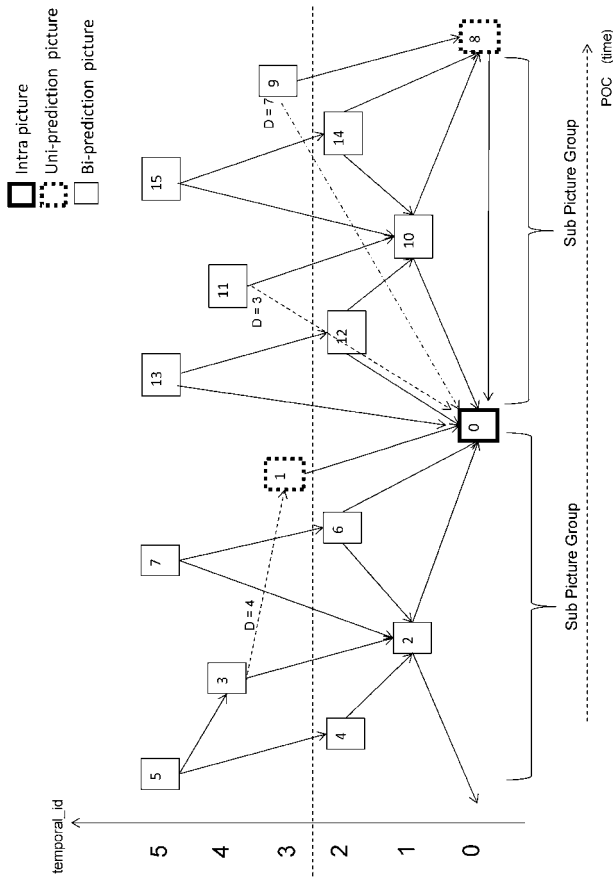 Intra picture
Uni-prediction picture
Bi-prediction picture
temporal_id
5
4
3
2
1
0
5
7
13
15
3
11
1
9
D = 4
D = 3
D = 7
4
6
12
14
2
10
0
8
Sub Picture Group
Sub Picture Group
POC (time)